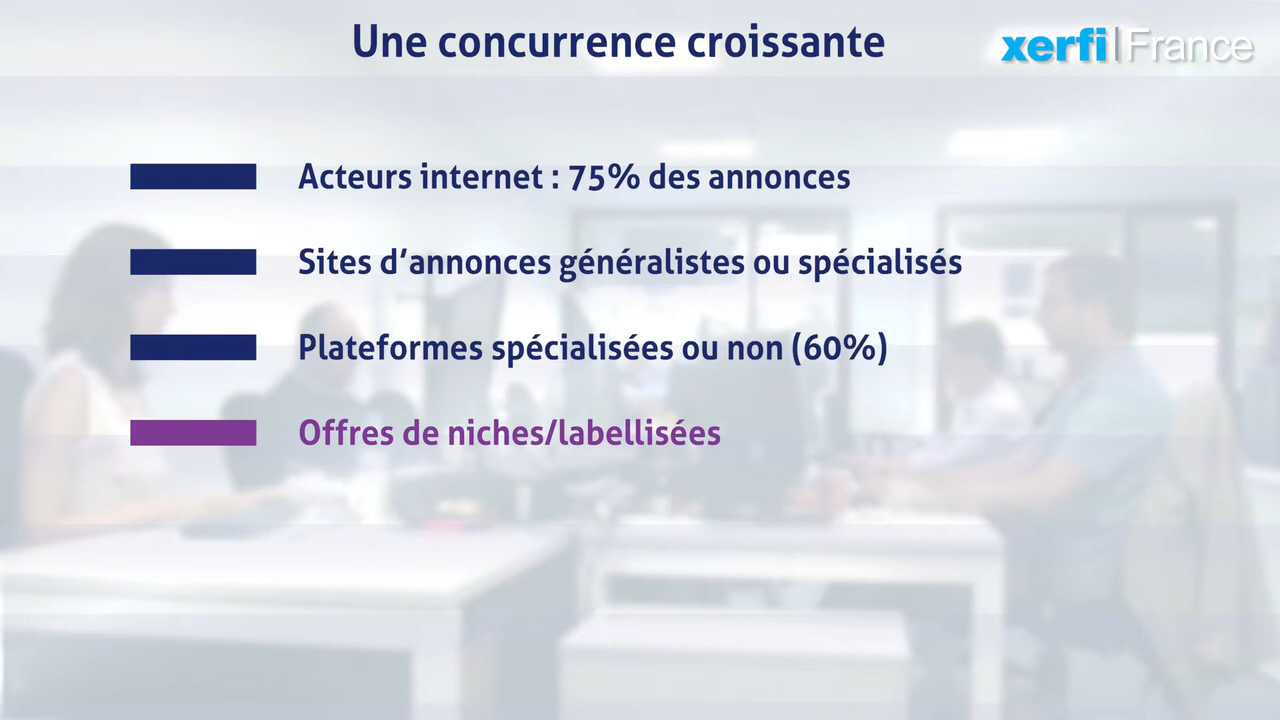 Une concurrence croissante
xerfi|France
Acteurs internet : 75% des annonces
Sites d’annonces généralistes ou spécialisés
Plateformes spécialisées ou non (60%)
Offres de niches/labellisées